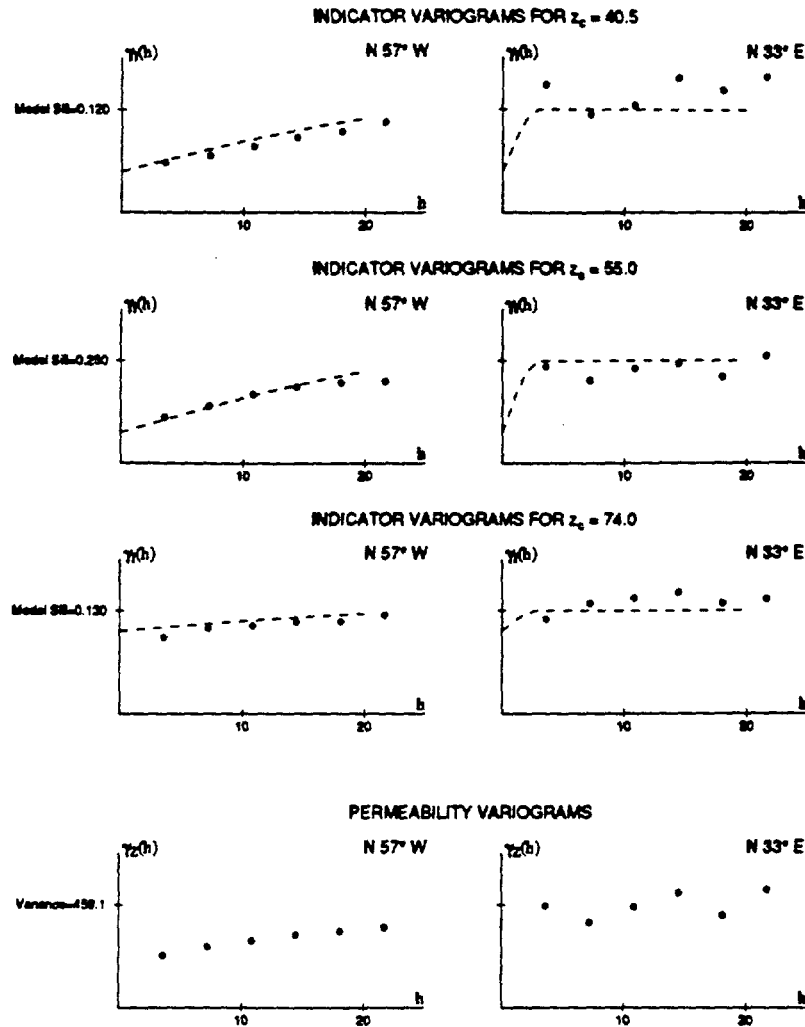 INDICATOR VARIOGRAMS FOR z_c = 40.5
γI(h) N 57° W
Model Sill=0.120
10 20 h
γI(h) N 33° E
10 20 h
INDICATOR VARIOGRAMS FOR z_c = 55.0
γI(h) N 57° W
Model Sill=0.250
10 20 h
γI(h) N 33° E
10 20 h
INDICATOR VARIOGRAMS FOR z_c = 74.0
γI(h) N 57° W
Model Sill=0.130
10 20 h
γI(h) N 33° E
10 20 h
PERMEABILITY VARIOGRAMS
γZ(h) N 57° W
10 20 h
γZ(h) N 33° E
10 20 h